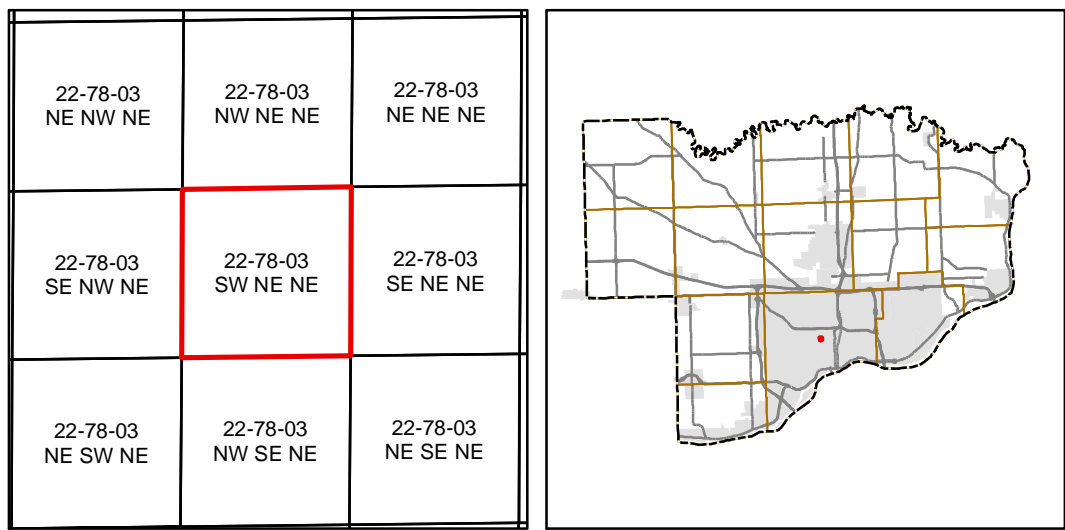 22-78-03
NE NW NE
22-78-03
NW NE NE
22-78-03
NE NE NE
22-78-03
SE NW NE
22-78-03
SW NE NE
22-78-03
SE NE NE
22-78-03
NE SW NE
22-78-03
NW SE NE
22-78-03
NE SE NE